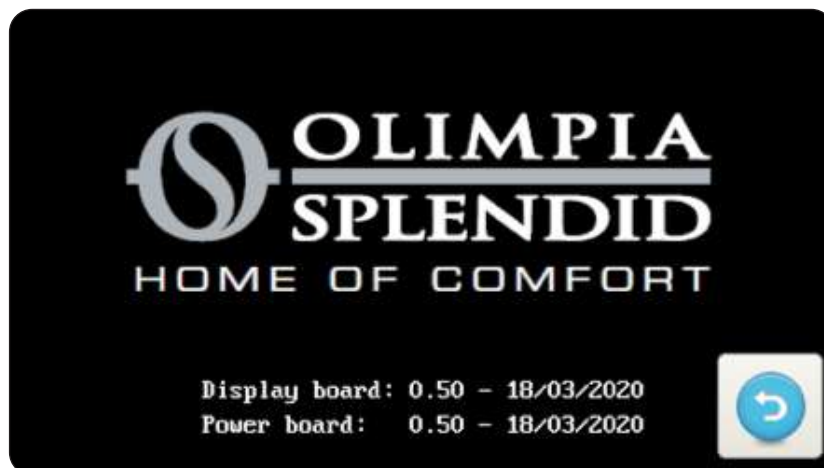 OLIMPIA
SPLENDID
HOME OF COMFORT
Display board: 0.50 - 18/03/2020
Power board: 0.50 - 18/03/2020